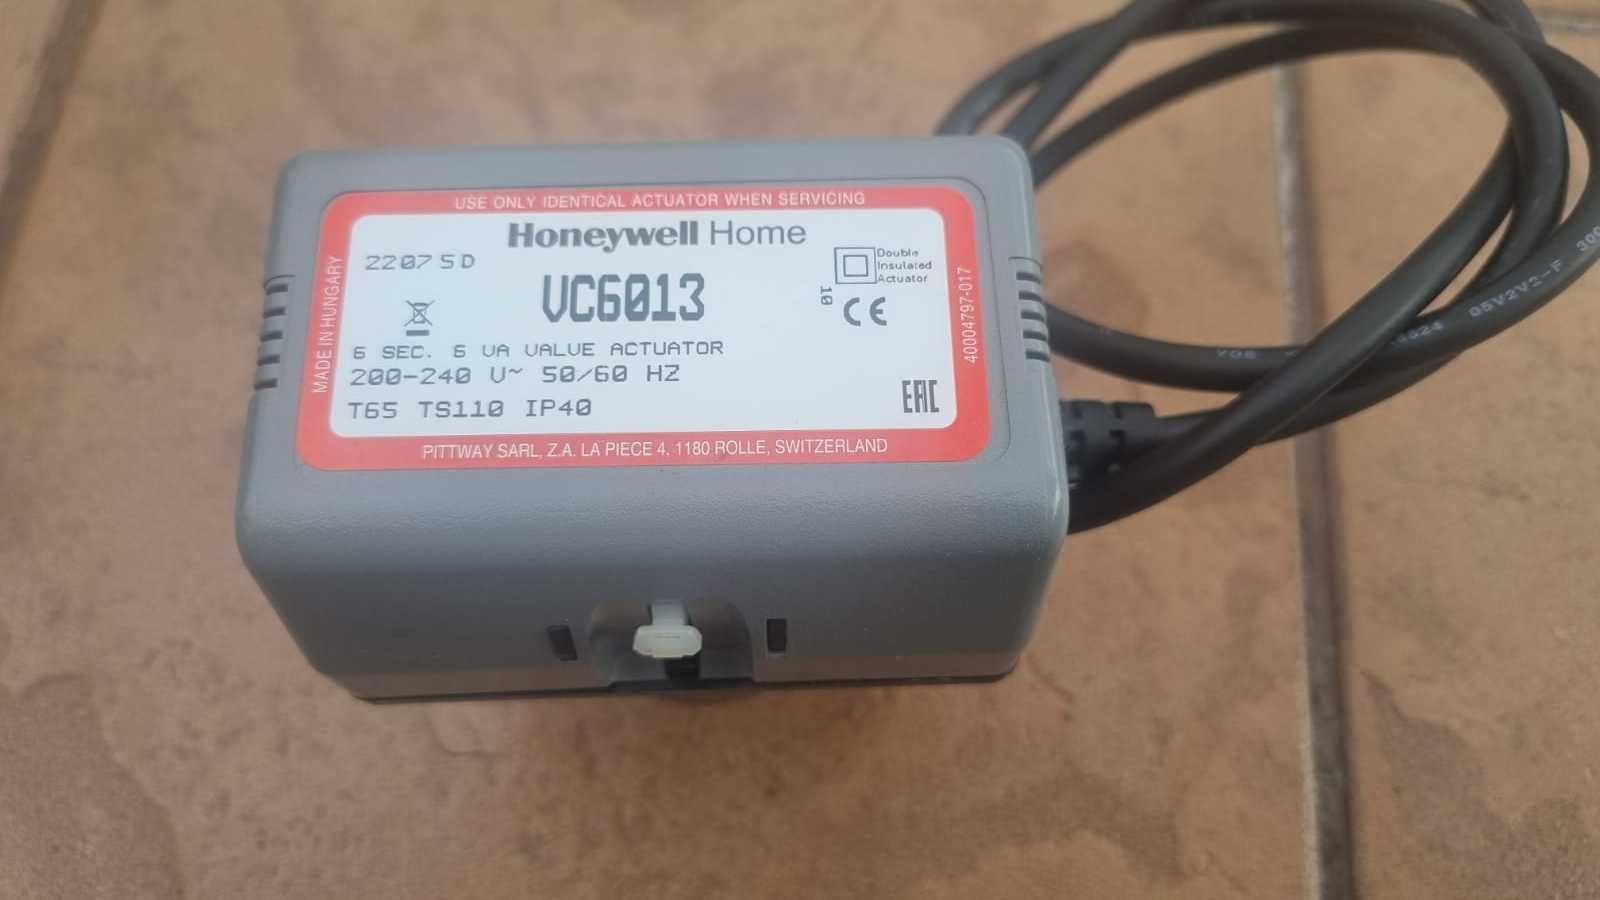 USE ONLY IDENTICAL ACTUATOR WHEN SERVICING
Honeywell Home
22075D
Double
Insulated
Actuator
VC6013
10
CE
MADE IN HUNGARY
40004797-017
6 SEC. 6 VA VALVE ACTUATOR
200-240 V~ 50/60 HZ
T65 TS110 IP40
EAC
PITTWAY SARL, Z.A. LA PIECE 4, 1180 ROLLE, SWITZERLAND
05V2V2-F 300